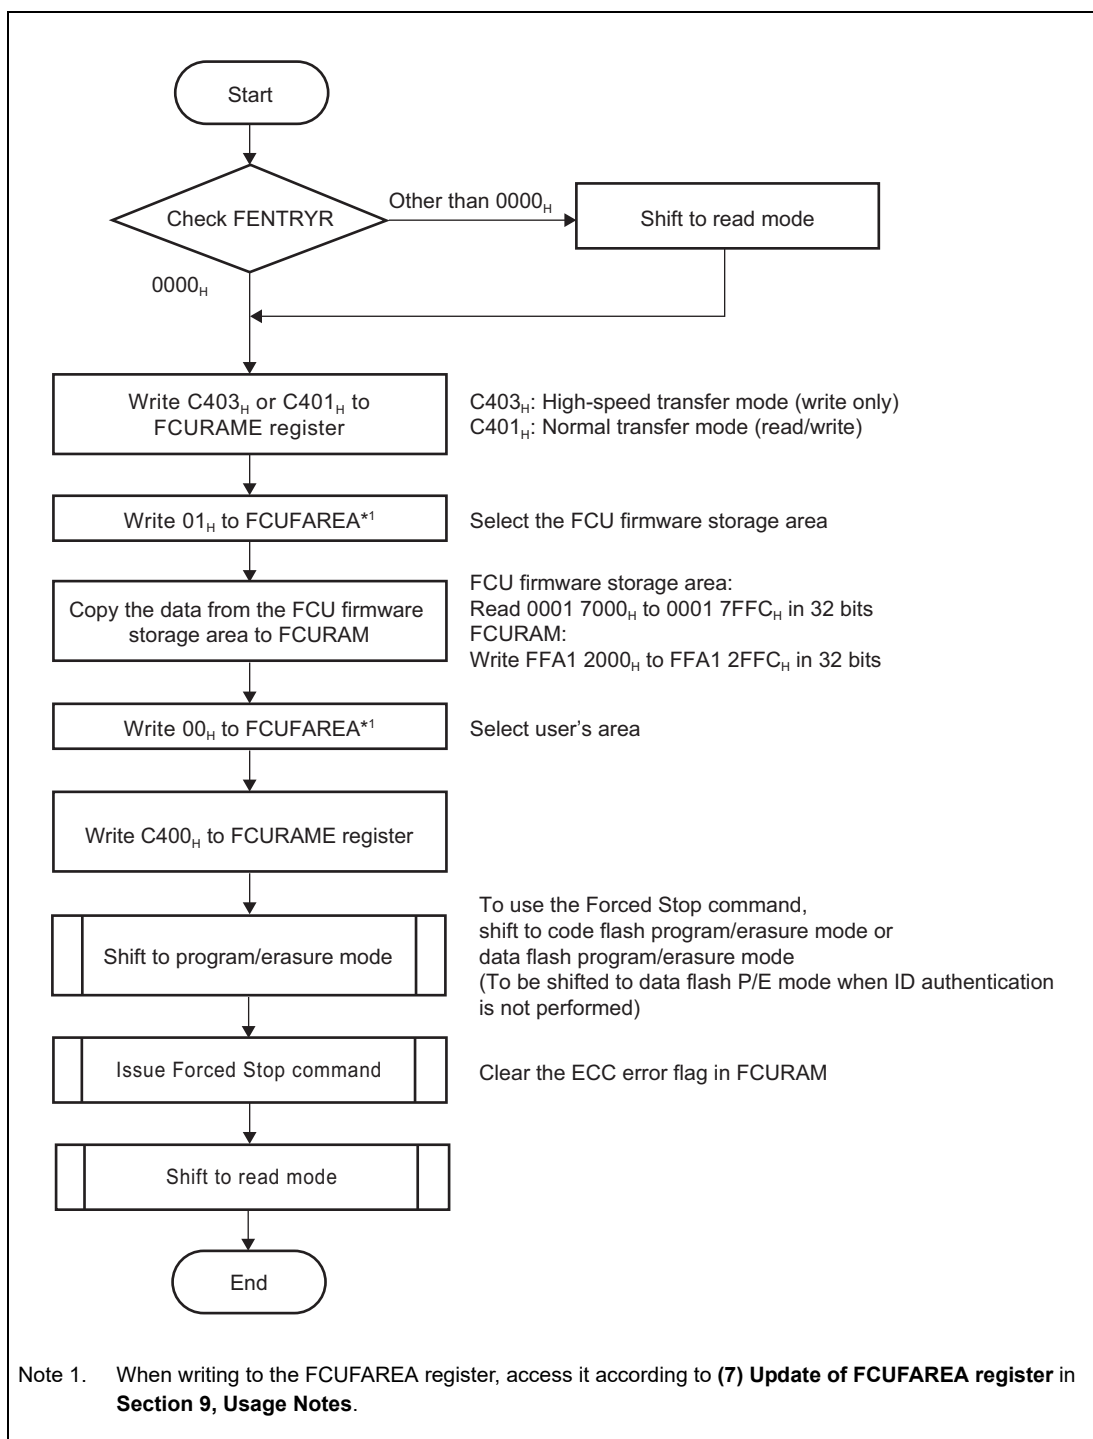 Start
Check FENTRYR
Other than 0000H
Shift to read mode
0000H
Write C403H or C401H to
FCURAME register
C403H: High-speed transfer mode (write only)
C401H: Normal transfer mode (read/write)
Write 01H to FCUFAREA*1
Select the FCU firmware storage area
Copy the data from the FCU firmware
storage area to FCURAM
FCU firmware storage area:
Read 0001 7000H to 0001 7FFCH in 32 bits
FCURAM:
Write FFA1 2000H to FFA1 2FFCH in 32 bits
Write 00H to FCUFAREA*1
Select user’s area
Write C400H to FCURAME register
Shift to program/erasure mode
To use the Forced Stop command,
shift to code flash program/erasure mode or
data flash program/erasure mode
(To be shifted to data flash P/E mode when ID authentication
is not performed)
Issue Forced Stop command
Clear the ECC error flag in FCURAM
Shift to read mode
End
Note 1. When writing to the FCUFAREA register, access it according to (7) Update of FCUFAREA register in
Section 9, Usage Notes.